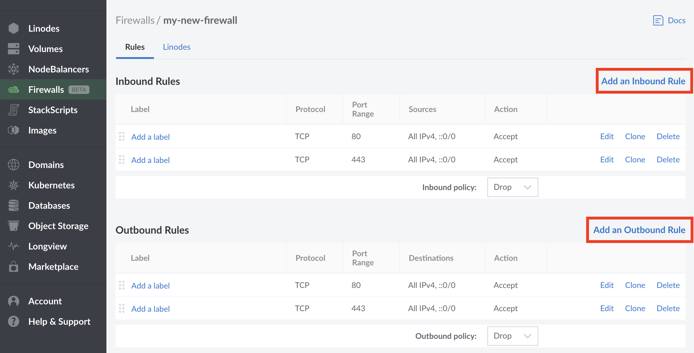 Linodes
Volumes
NodeBalancers
Firewalls BETA
StackScripts
Images
Domains
Kubernetes
Databases
Object Storage
Longview
Marketplace
Account
Help & Support
Firewalls / my-new-firewall
Docs
Rules Linodes
Inbound Rules
Add an Inbound Rule
Label Protocol Port Range Sources Action
Add a label TCP 80 All IPv4, ::0/0 Accept Edit Clone Delete
Add a label TCP 443 All IPv4, ::0/0 Accept Edit Clone Delete
Inbound policy: Drop
Outbound Rules
Add an Outbound Rule
Label Protocol Port Range Destinations Action
Add a label TCP 80 All IPv4, ::0/0 Accept Edit Clone Delete
Add a label TCP 443 All IPv4, ::0/0 Accept Edit Clone Delete
Outbound policy: Drop